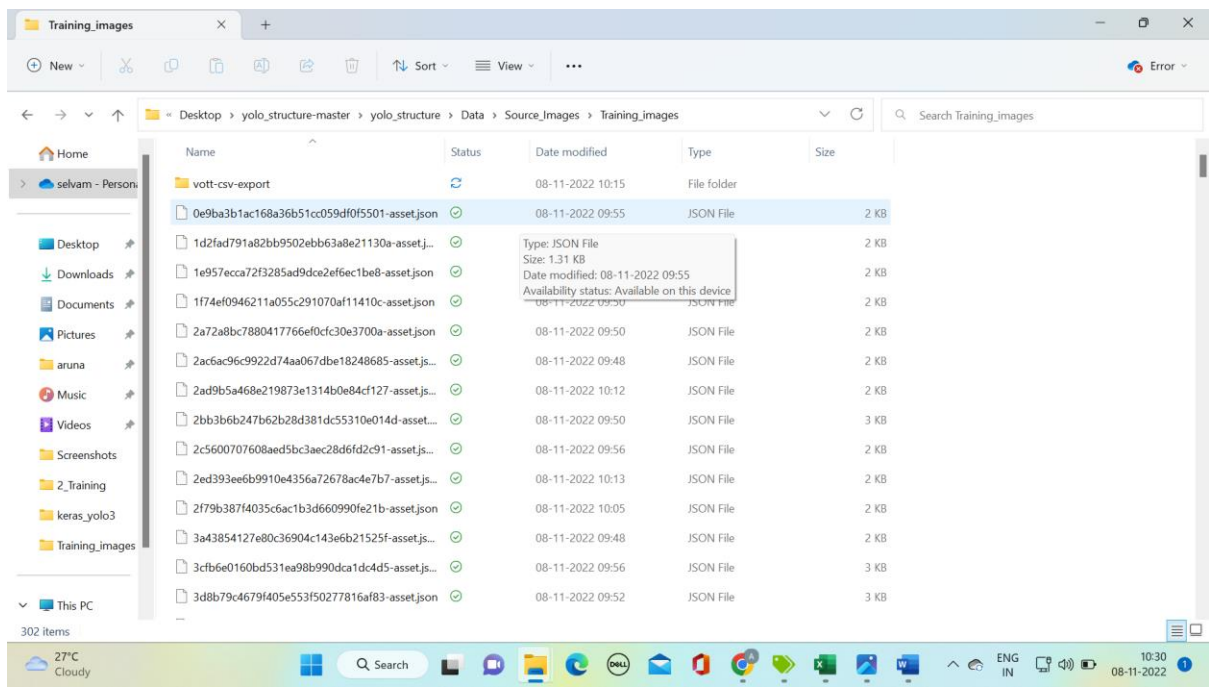 Training_images
New
Sort
View
Error
« Desktop › yolo_structure-master › yolo_structure › Data › Source_Images › Training_images
Search Training_images
Home
selvam - Persona
Desktop
Downloads
Documents
Pictures
aruna
Music
Videos
Screenshots
2_Training
keras_yolo3
Training_images
This PC
Name Status Date modified Type Size
vott-csv-export 08-11-2022 10:15 File folder
0e9ba3b1ac168a36b51cc059df0f5501-asset.json 08-11-2022 09:55 JSON File 2 KB
1d2fad791a82bb9502ebb63a8e21130a-asset.j... 2 KB
1e957ecca72f3285ad9dce2ef6ec1be8-asset.json 2 KB
1f74ef0946211a055c291070af11410c-asset.json 08-11-2022 09:50 JSON File 2 KB
2a72a8bc7880417766ef0cfc30e3700a-asset.json 08-11-2022 09:50 JSON File 2 KB
2ac6ac96c9922d74aa067dbe18248685-asset.js... 08-11-2022 09:48 JSON File 2 KB
2ad9b5a468e219873e1314b0e84cf127-asset.js... 08-11-2022 10:12 JSON File 2 KB
2bb3b6b247b62b28d381dc55310e014d-asset.... 08-11-2022 09:50 JSON File 3 KB
2c5600707608aed5bc3aec28d6fd2c91-asset.js... 08-11-2022 09:56 JSON File 2 KB
2ed393ee6b9910e4356a72678ac4e7b7-asset.js... 08-11-2022 10:13 JSON File 2 KB
2f79b387f4035c6ac1b3d660990fe21b-asset.json 08-11-2022 10:05 JSON File 2 KB
3a43854127e80c36904c143e6b21525f-asset.js... 08-11-2022 09:48 JSON File 2 KB
3cfb6e0160bd531ea98b990dca1dc4d5-asset.js... 08-11-2022 09:56 JSON File 3 KB
3d8b79c4679f405e553f50277816af83-asset.json 08-11-2022 09:52 JSON File 3 KB
Type: JSON File
Size: 1.31 KB
Date modified: 08-11-2022 09:55
Availability status: Available on this device
302 items
27°C
Cloudy
Search
DELL
ENG
IN
10:30
08-11-2022
1